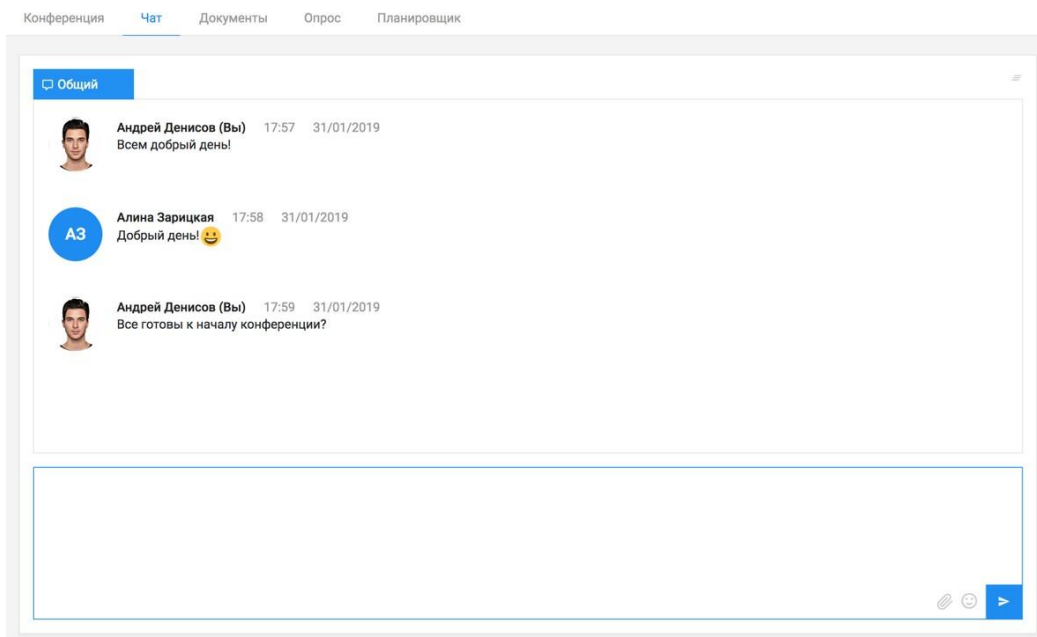 Конференция Чат Документы Опрос Планировщик
Общий
Андрей Денисов (Вы) 17:57 31/01/2019
Всем добрый день!
АЗ
Алина Зарицкая 17:58 31/01/2019
Добрый день!😀
Андрей Денисов (Вы) 17:59 31/01/2019
Все готовы к началу конференции?